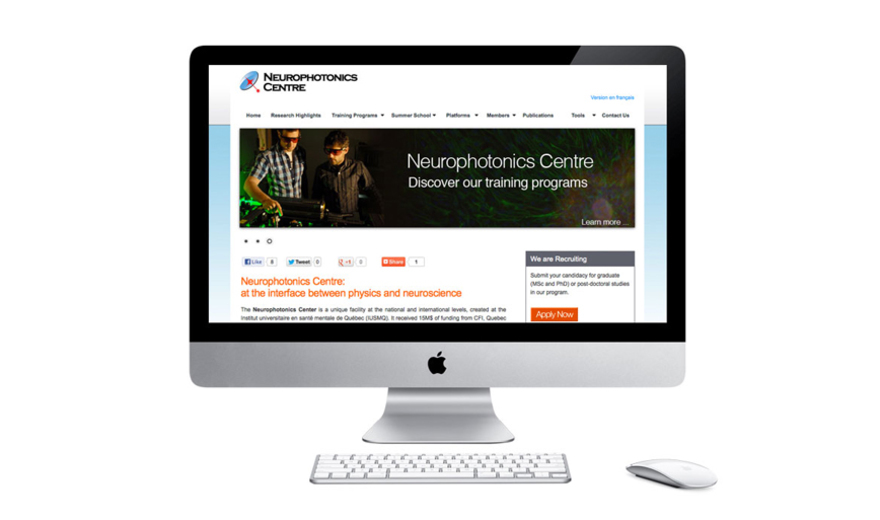 NEUROPHOTONICS
CENTRE
Version en français
Home Research Highlights Training Programs Summer School Platforms Members Publications Tools Contact Us
Neurophotonics Centre
Discover our training programs
Learn more ...
Like 8 Tweet 0 +1 0 Share 1
We are Recruiting
Submit your candidacy for graduate
(MSc and PhD) or post-doctoral studies
in our program.
Apply Now
Neurophotonics Centre:
at the interface between physics and neuroscience
The Neurophotonics Center is a unique facility at the national and international levels, created at the
Institut universitaire en santé mentale de Québec (IUSMQ). It received 15M$ of funding from CFI, Québec